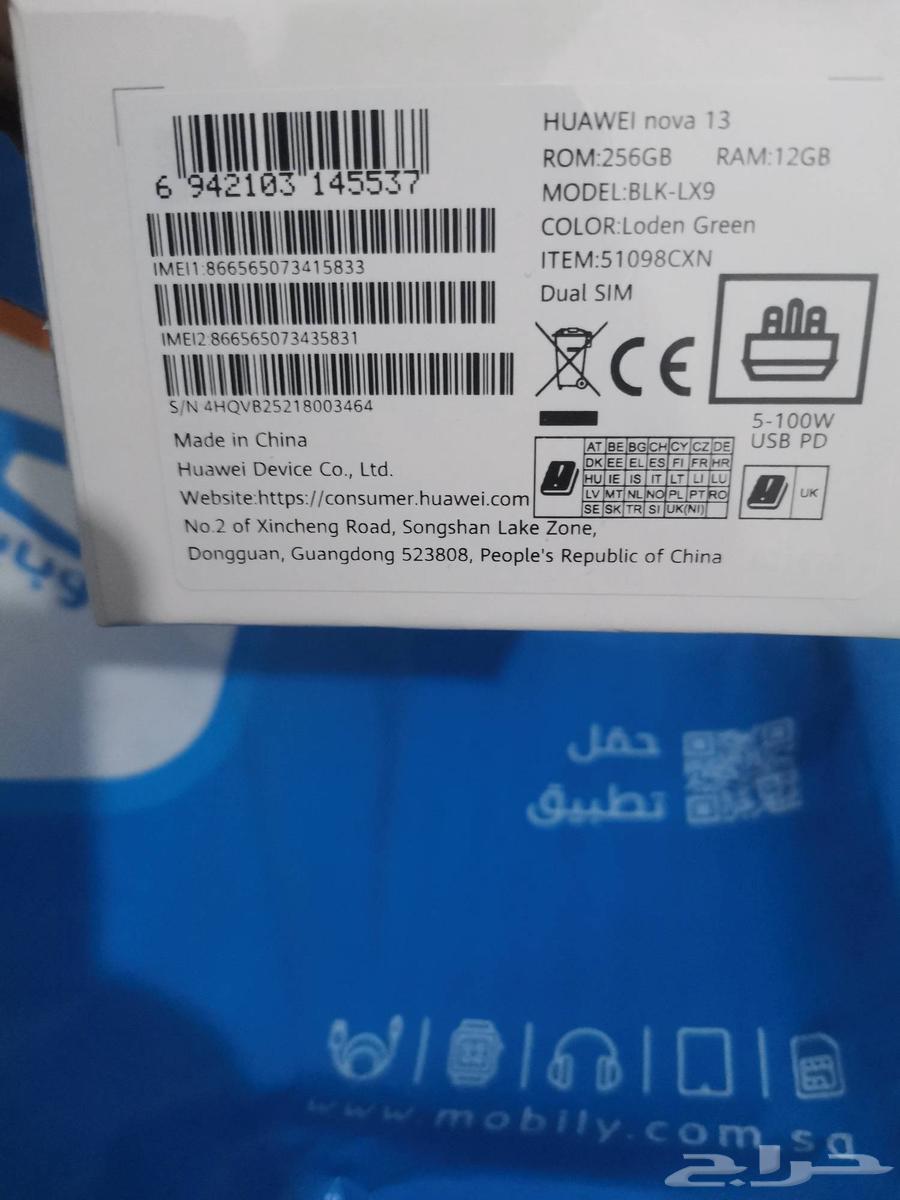 6 942103 145537
IMEI1:866565073415833
IMEI2:866565073435831
S/N 4HQVB25218003464
Made in China
Huawei Device Co., Ltd.
Website:https://consumer.huawei.com
No.2 of Xincheng Road, Songshan Lake Zone,
Dongguan, Guangdong 523808, People's Republic of China
HUAWEI nova 13
ROM:256GB RAM:12GB
MODEL:BLK-LX9
COLOR:Loden Green
ITEM:51098CXN
Dual SIM
CE
5-100W
USB PD
AT BE BG CH CY CZ DE
DK EE EL ES FI FR HR
HU IE IS IT LT LI LU
LV MT NL NO PL PT RO
SE SK TR SI UK(NI)
UK
حمّل
تطبيق
www.mobily.com.sa
حراج